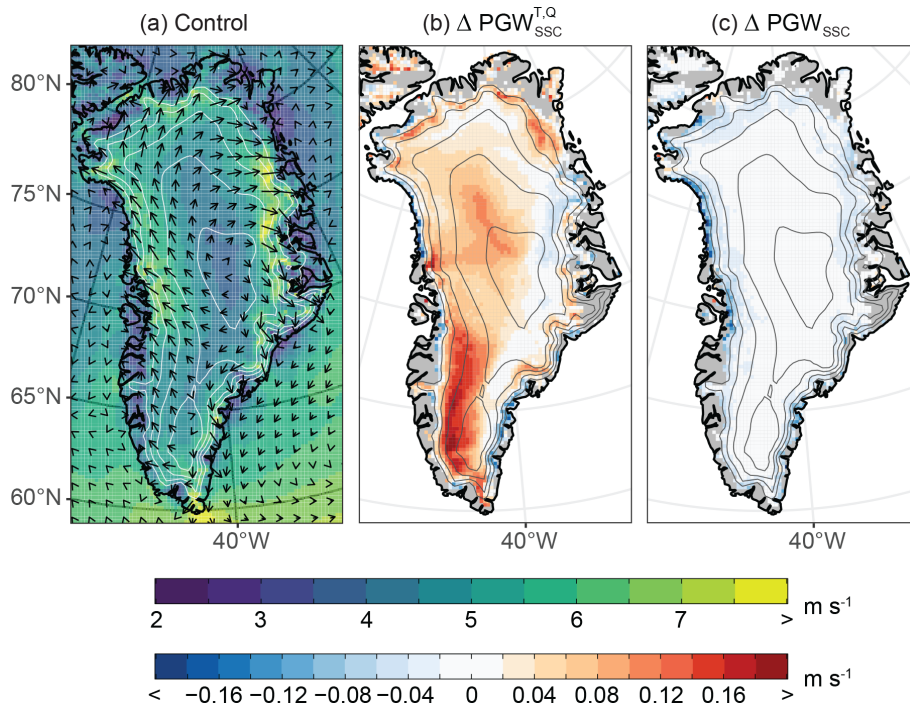 (a) Control
(b) Δ PGW T,Q SSC
(c) Δ PGW SSC
80°N
75°N
70°N
65°N
60°N
40°W
40°W
40°W
2 3 4 5 6 7 > m s⁻¹
< −0.16 −0.12 -0.08 −0.04 0 0.04 0.08 0.12 0.16 > m s⁻¹